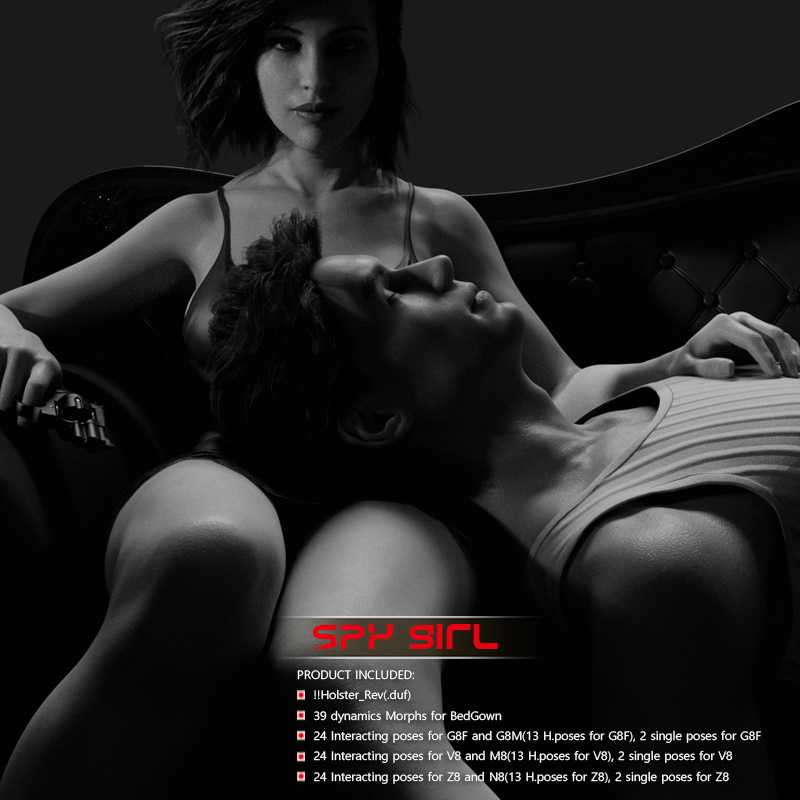 SPY GIRL
PRODUCT INCLUDED:
!!Holster_Rev(.duf)
39 dynamics Morphs for BedGown
24 Interacting poses for G8F and G8M(13 H.poses for G8F), 2 single poses for G8F
24 Interacting poses for V8 and M8(13 H.poses for V8), 2 single poses for V8
24 Interacting poses for Z8 and N8(13 H.poses for Z8), 2 single poses for Z8